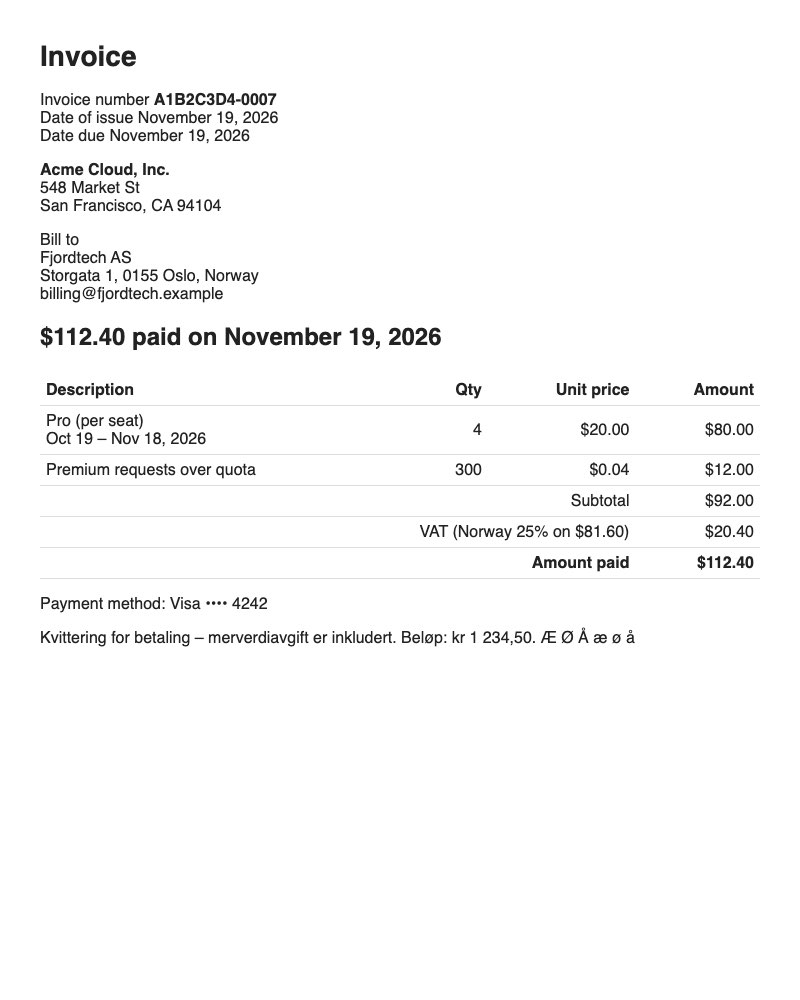 Invoice
Invoice number A1B2C3D4-0007
Date of issue November 19, 2026
Date due November 19, 2026
Acme Cloud, Inc.
548 Market St
San Francisco, CA 94104
Bill to
Fjordtech AS
Storgata 1, 0155 Oslo, Norway
billing@fjordtech.example
$112.40 paid on November 19, 2026
Description Qty Unit price Amount
Pro (per seat)
Oct 19 – Nov 18, 2026 4 $20.00 $80.00
Premium requests over quota 300 $0.04 $12.00
Subtotal $92.00
VAT (Norway 25% on $81.60) $20.40
Amount paid $112.40
Payment method: Visa •••• 4242
Kvittering for betaling – merverdiavgift er inkludert. Beløp: kr 1 234,50. Æ Ø Å æ ø å